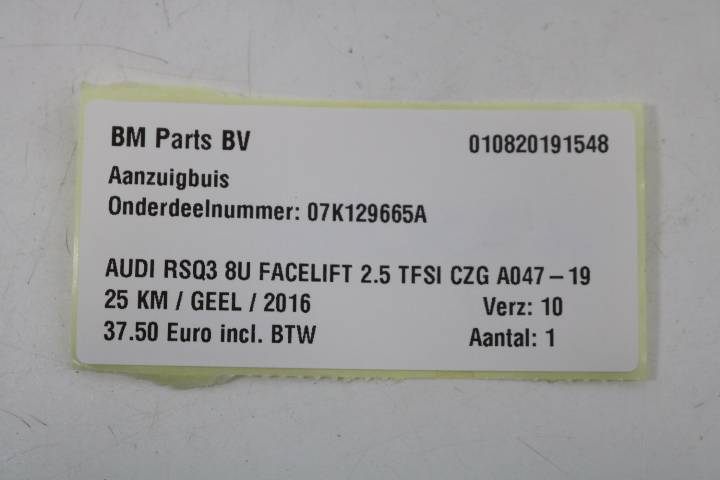 BM Parts BV 010820191548
Aanzuigbuis
Onderdeelnummer: 07K129665A
AUDI RSQ3 8U FACELIFT 2.5 TFSI CZG A047-19
25 KM / GEEL / 2016 Verz: 10
37.50 Euro incl. BTW Aantal: 1